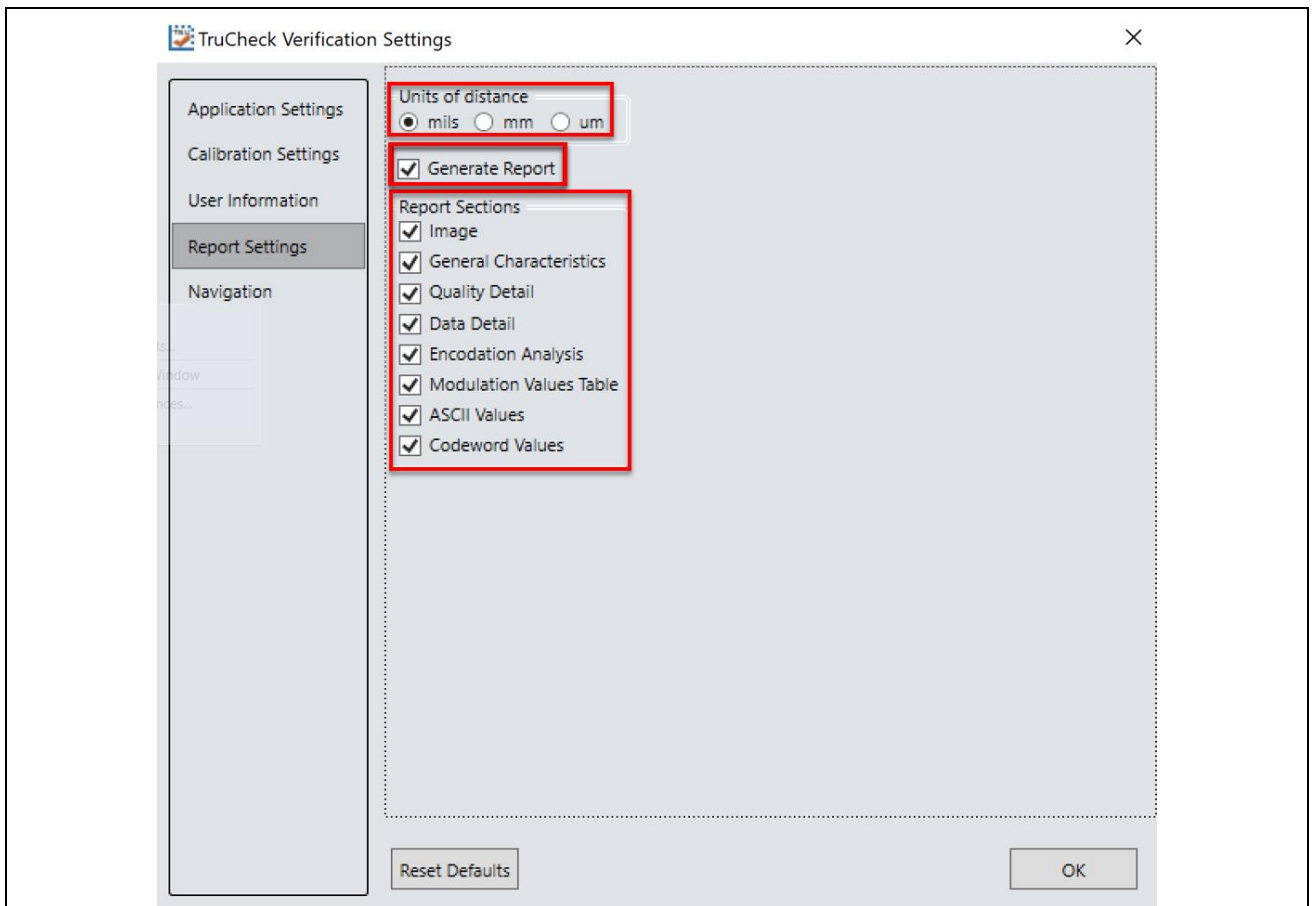 TruCheck Verification Settings
Application Settings
Calibration Settings
User Information
Report Settings
Navigation
Units of distance
mils mm um
Generate Report
Report Sections
Image
General Characteristics
Quality Detail
Data Detail
Encodation Analysis
Modulation Values Table
ASCII Values
Codeword Values
Reset Defaults
OK